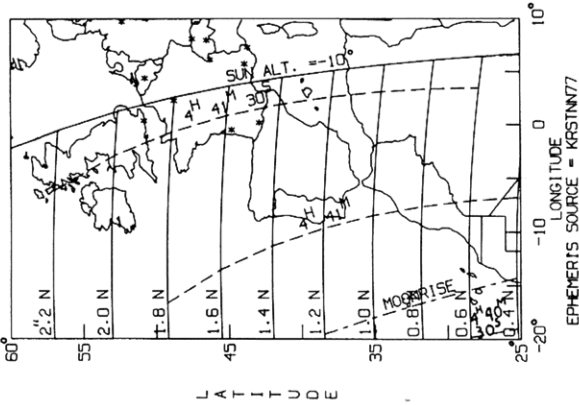 60° 55 45 35 25
10° 0 -10 -20°
SUN ALT. =-10°
4H 41M 30S
4H 41M
MOONRISE
4H 40M 30S
2".2 N
2.0 N
1.8 N
1.6 N
1.4 N
1.2 N
1.0 N
0.8 N
0.6 N
0.4 N
LATITUDE
LONGITUDE
EPHEMERIS SOURCE = KRSTNN77